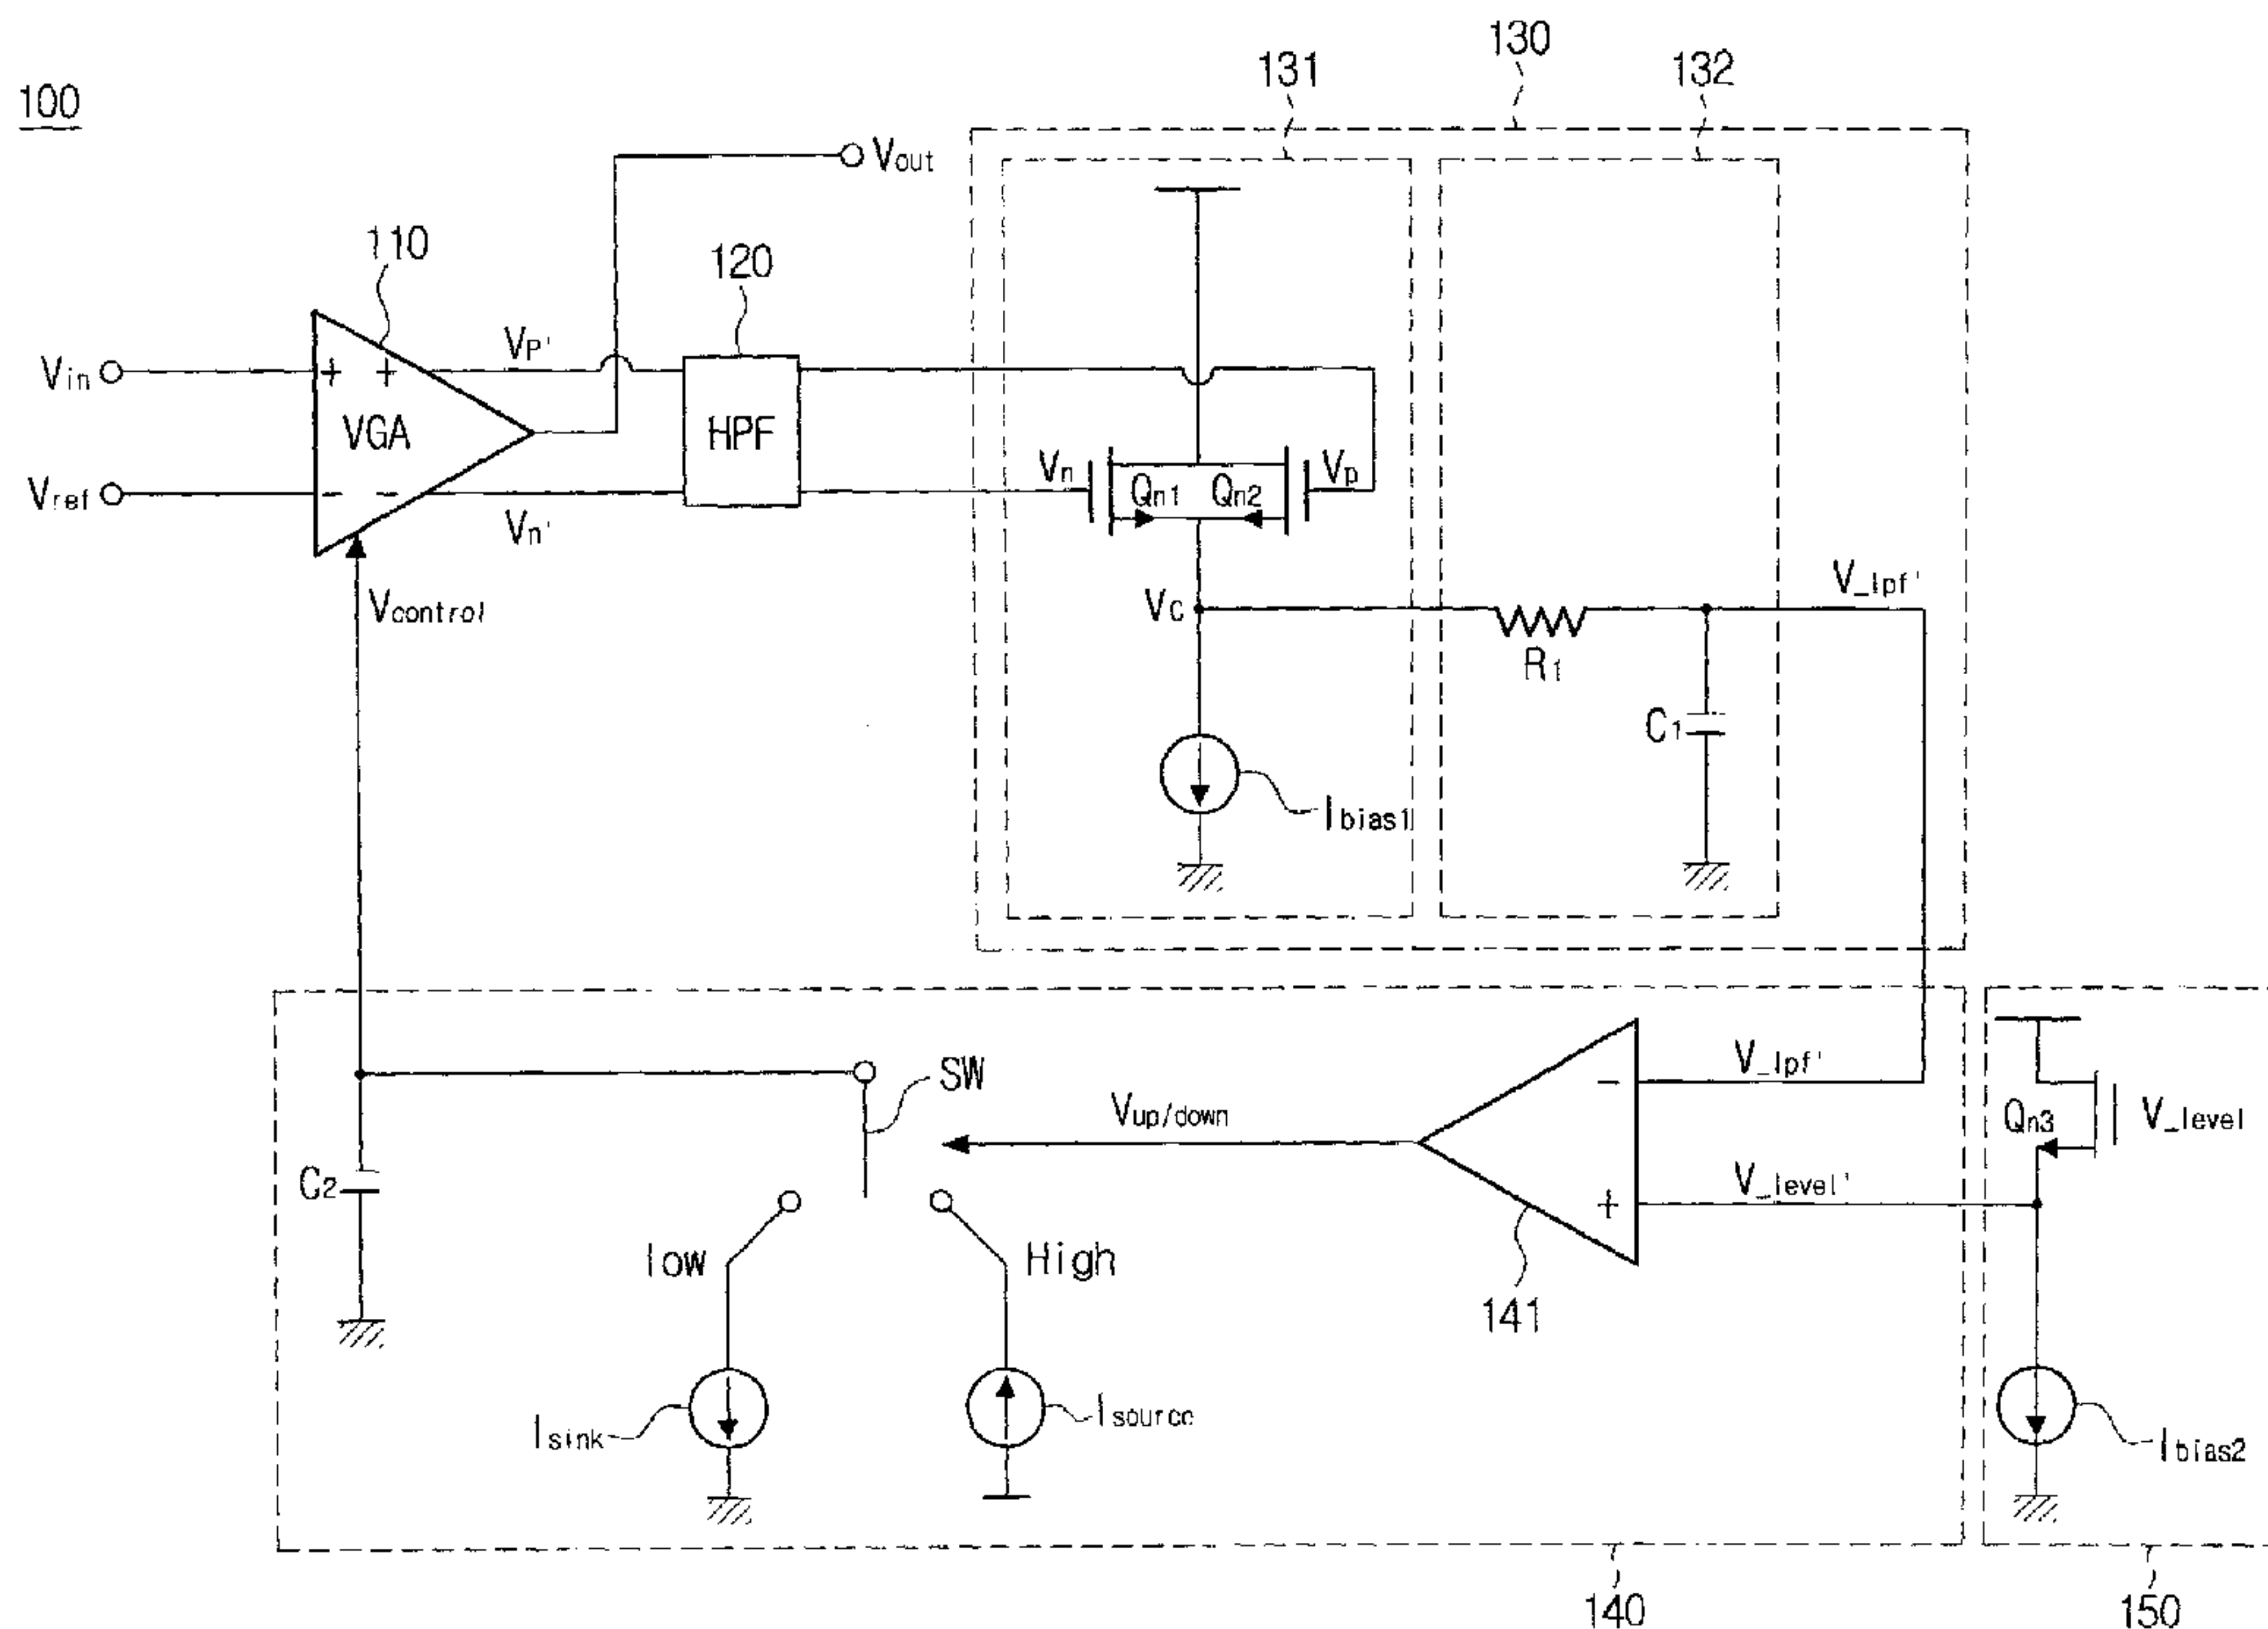 130
131
132
100
Vout
110
120
VP'
Vin
+
+
VGA
HPF
Vn
Qn1
Qn2
Vp
Vref
-
-
Vn'
Vcontrol
VC
V_lpf'
R1
C1
Ibias1
SW
Vup/down
-
V_lpf'
Qn3
V_level
C2
+
V_level'
low
High
141
Isink
Isource
Ibias2
140
150